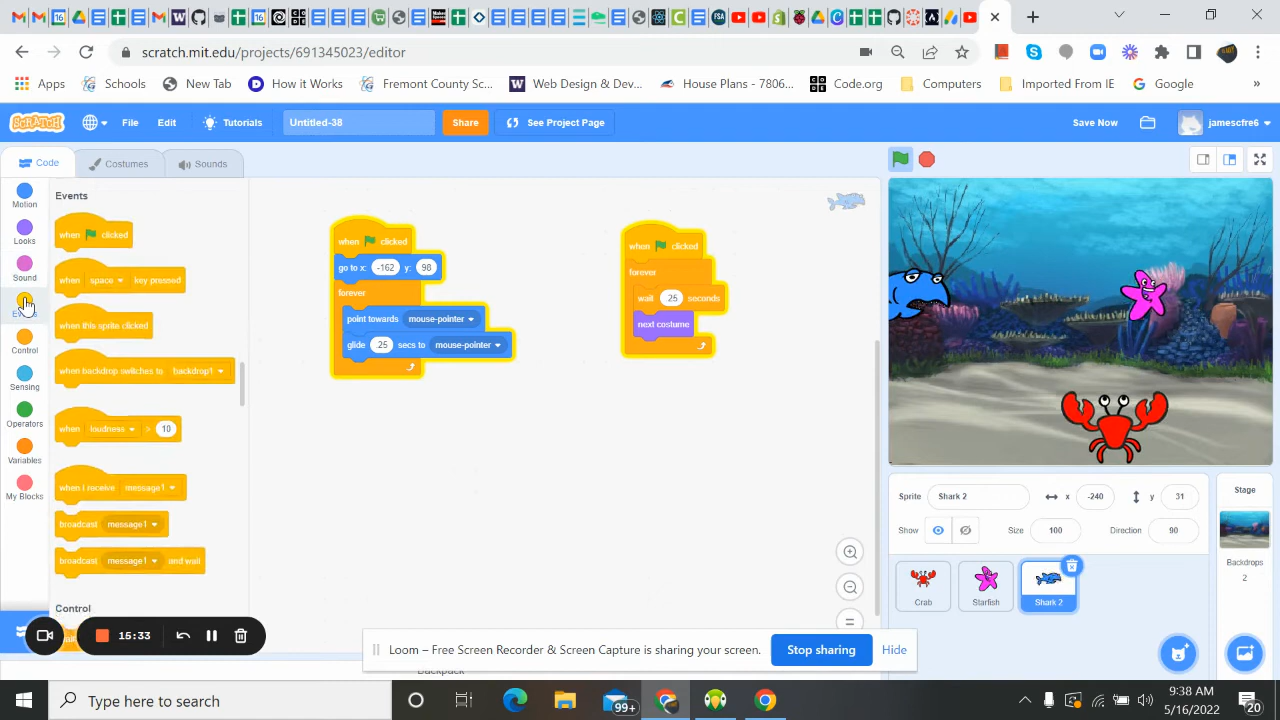 16
16
FSA
scratch.mit.edu/projects/691345023/editor
Apps
Schools
New Tab
How it Works
Fremont County Sc...
Web Design & Dev...
House Plans - 7806...
Code.org
Computers
Imported From IE
Google
»
SCRATCH
File
Edit
Tutorials
Untitled-38
Share
See Project Page
Save Now
jamescfre6
Code
Costumes
Sounds
Motion
Looks
Sound
Control
Sensing
Operators
Variables
My Blocks
Events
when clicked
when space key pressed
when this sprite clicked
when backdrop switches to backdrop1
when loudness > 10
when I receive message1
broadcast message1
broadcast message1 and wait
Control
when clicked
go to x: -162 y: 98
forever
point towards mouse-pointer
glide .25 secs to mouse-pointer
when clicked
forever
wait .25 seconds
next costume
Sprite
Shark 2
x
-240
y
31
Show
Size
100
Direction
90
Crab
Starfish
Shark 2
Stage
Backdrops
2
15:33
Loom – Free Screen Recorder & Screen Capture is sharing your screen.
Stop sharing
Hide
Backpack
Type here to search
99+
9:38 AM
5/16/2022
20